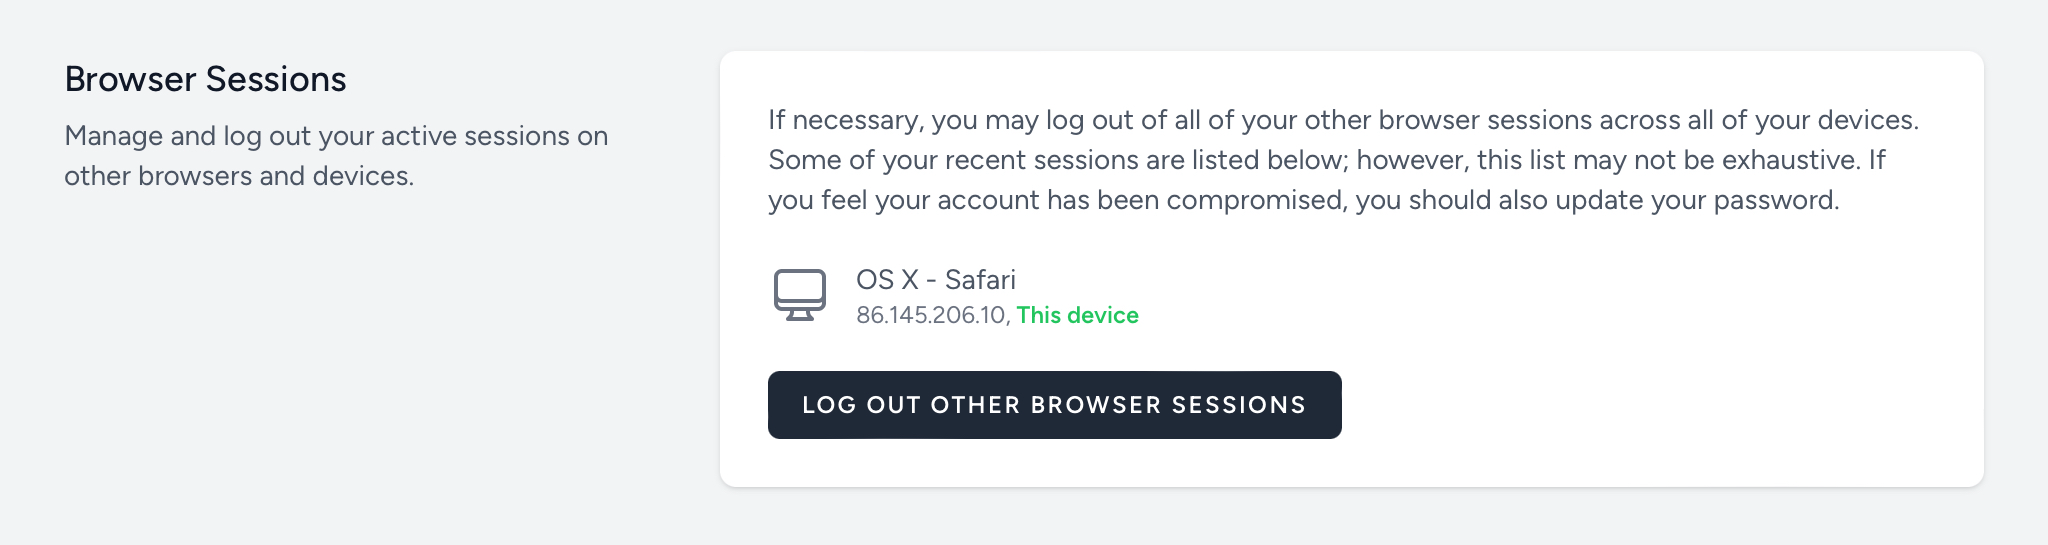 Browser Sessions
Manage and log out your active sessions on
other browsers and devices.
If necessary, you may log out of all of your other browser sessions across all of your devices.
Some of your recent sessions are listed below; however, this list may not be exhaustive. If
you feel your account has been compromised, you should also update your password.
OS X - Safari
86.145.206.10, This device
LOG OUT OTHER BROWSER SESSIONS